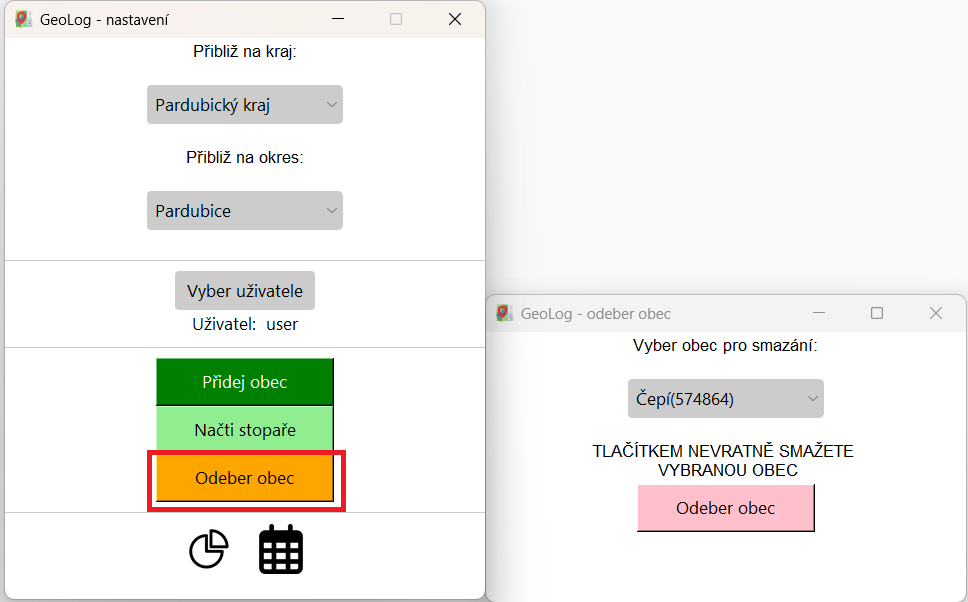 GeoLog - nastavení
Přibliž na kraj:
Pardubický kraj
Přibliž na okres:
Pardubice
Vyber uživatele
Uživatel: user
Přidej obec
Načti stopaře
Odeber obec
GeoLog - odeber obec
Vyber obec pro smazání:
Čepí(574864)
TLAČÍTKEM NEVRATNĚ SMAŽETE
VYBRANOU OBEC
Odeber obec